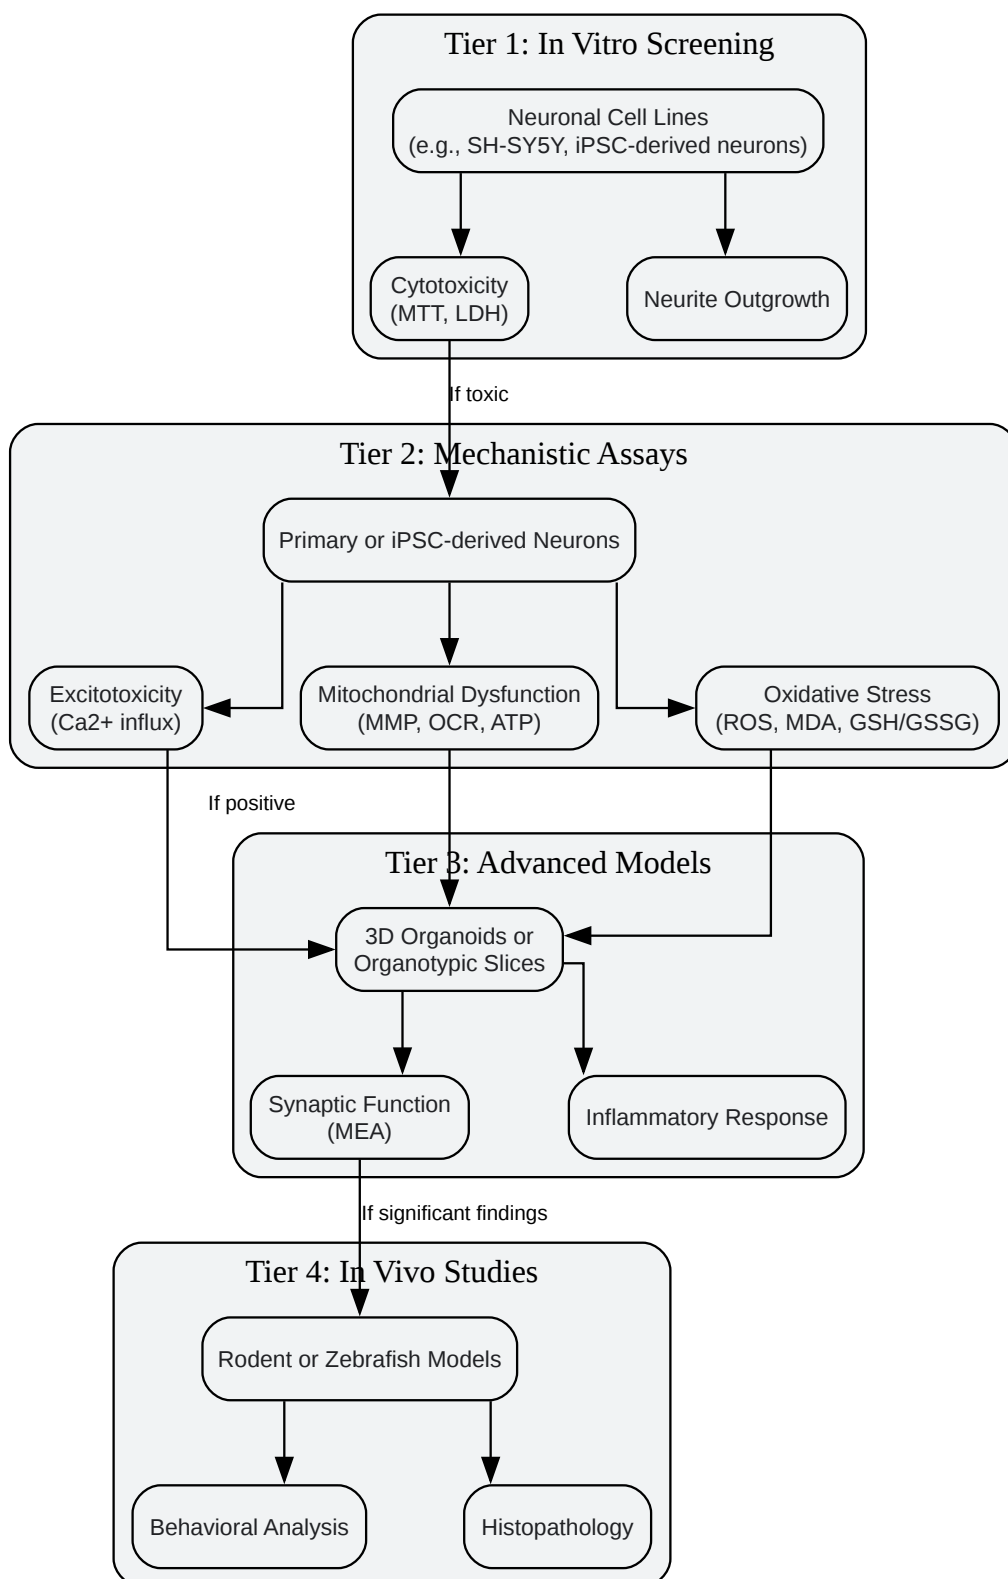 Tier 1: In Vitro Screening
Neuronal Cell Lines
(e.g., SH-SY5Y, iPSC-derived neurons)
Cytotoxicity
(MTT, LDH)
Neurite Outgrowth
If toxic
Tier 2: Mechanistic Assays
Primary or iPSC-derived Neurons
Excitotoxicity
(Ca2+ influx)
Mitochondrial Dysfunction
(MMP, OCR, ATP)
Oxidative Stress
(ROS, MDA, GSH/GSSG)
If positive
Tier 3: Advanced Models
3D Organoids or
Organotypic Slices
Synaptic Function
(MEA)
Inflammatory Response
If significant findings
Tier 4: In Vivo Studies
Rodent or Zebrafish Models
Behavioral Analysis
Histopathology